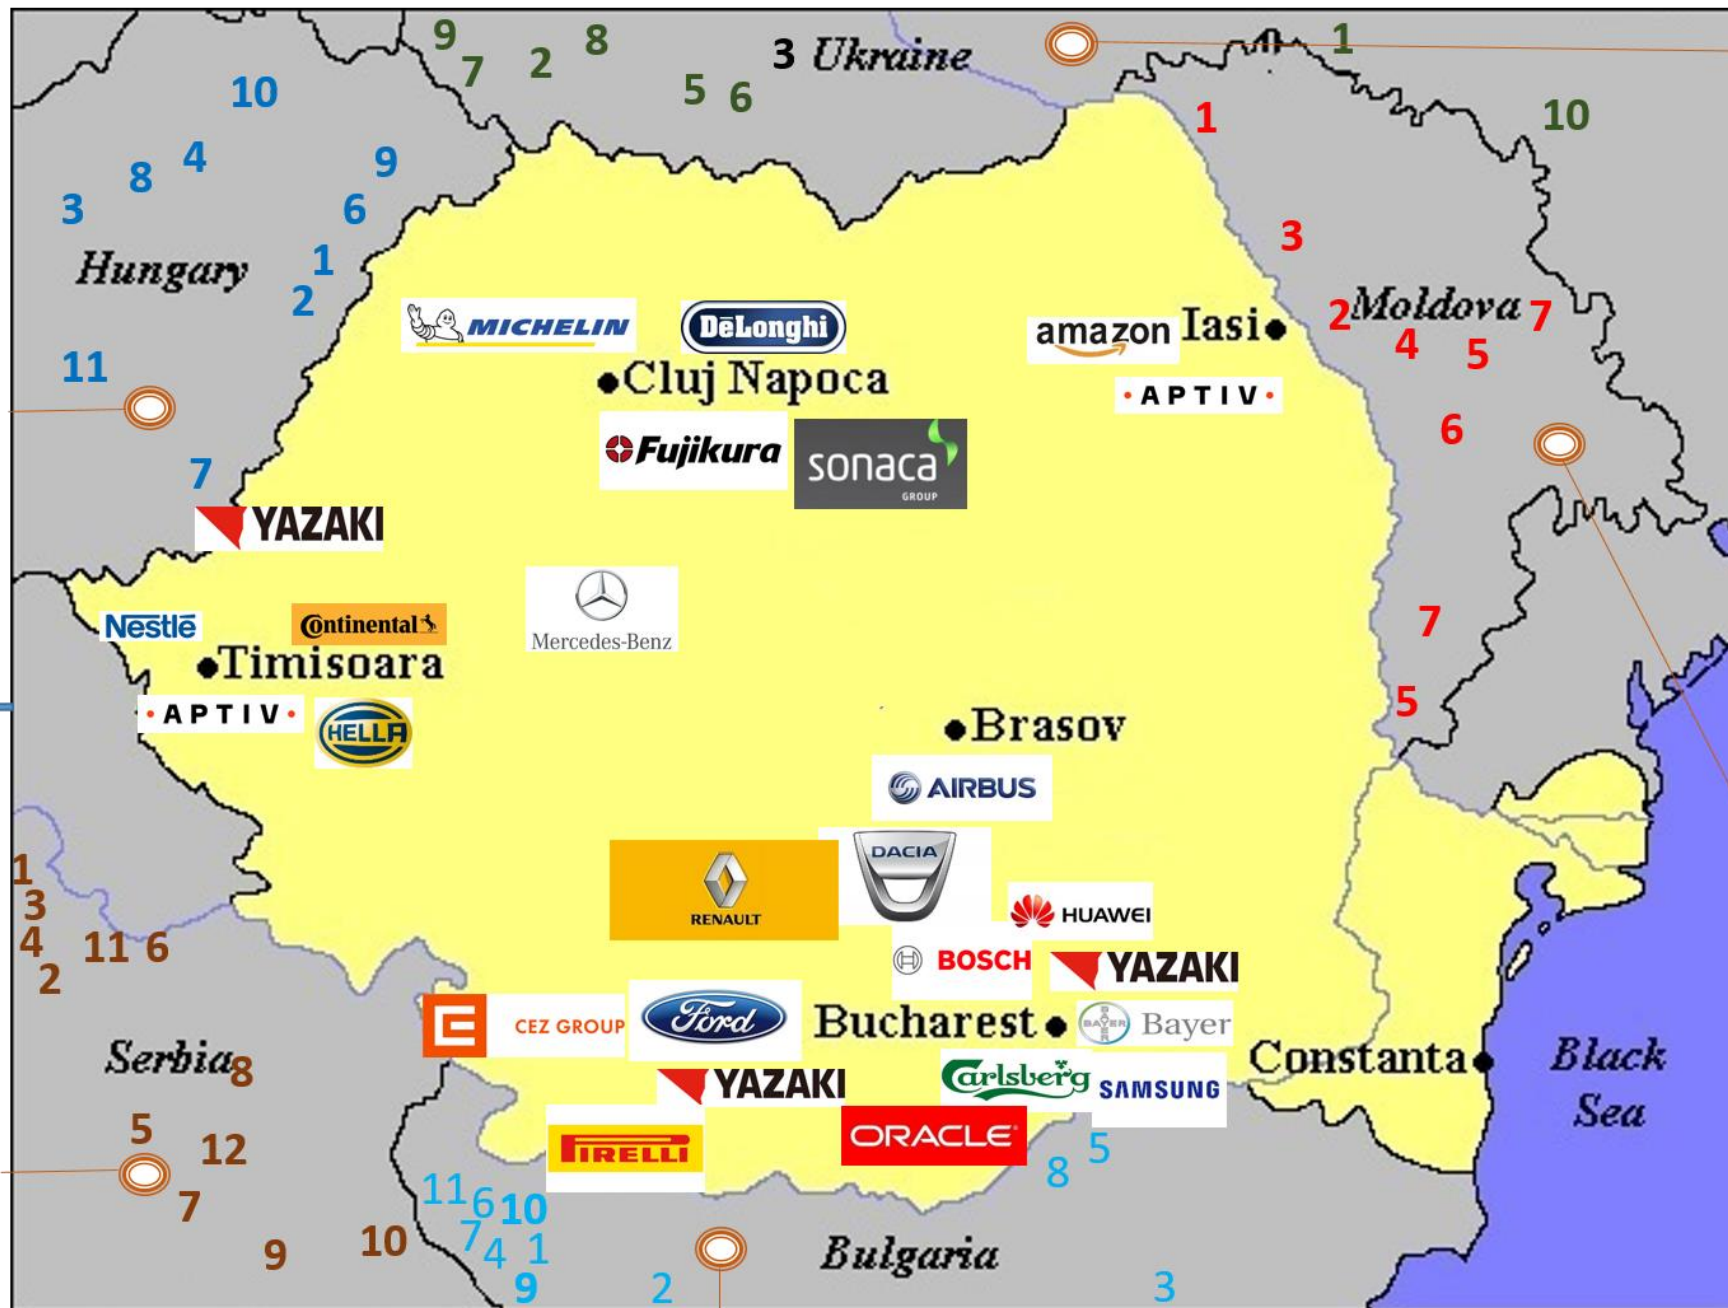 9
8
1
7
2
3
Ukraine
5
6
10
10
1
4
9
8
3
6
3
Hungary
1
2
2
Moldova
7
MICHELIN
DēLonghi
amazon
Iasi
4
5
11
Cluj Napoca
APTIV
7
Fujikura
sonaca
GROUP
6
YAZAKI
Mercedes-Benz
Nestlé
Continental
Timisoara
7
APTIV
HELLA
Brasov
5
AIRBUS
1
3
4
11
6
2
RENAULT
DACIA
HUAWEI
BOSCH
YAZAKI
CEZ GROUP
Ford
Bucharest
BAYER
BAYER
Bayer
Serbia
8
YAZAKI
Carlsberg
SAMSUNG
Constanta
Black
Sea
5
12
7
9
10
PIRELLI
ORACLE
5
8
11
6
10
7
4
1
9
2
Bulgaria
3